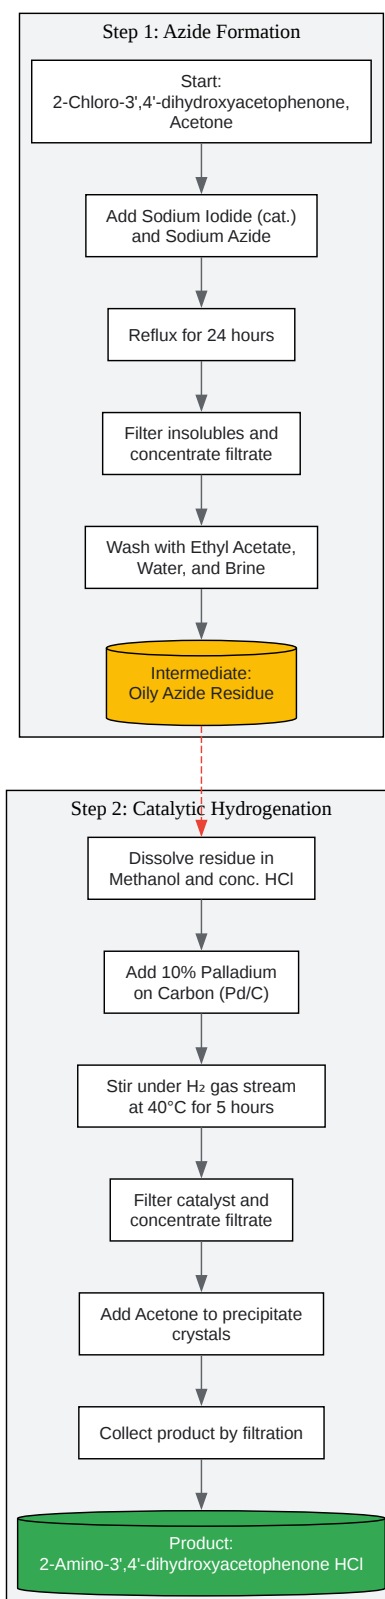 Step 1: Azide Formation
Start:
2-Chloro-3',4'-dihydroxyacetophenone,
Acetone
Add Sodium Iodide (cat.)
and Sodium Azide
Reflux for 24 hours
Filter insolubles and
concentrate filtrate
Wash with Ethyl Acetate,
Water, and Brine
Intermediate:
Oily Azide Residue
Step 2: Catalytic Hydrogenation
Dissolve residue in
Methanol and conc. HCl
Add 10% Palladium
on Carbon (Pd/C)
Stir under H₂ gas stream
at 40°C for 5 hours
Filter catalyst and
concentrate filtrate
Add Acetone to precipitate
crystals
Collect product by filtration
Product:
2-Amino-3',4'-dihydroxyacetophenone HCl